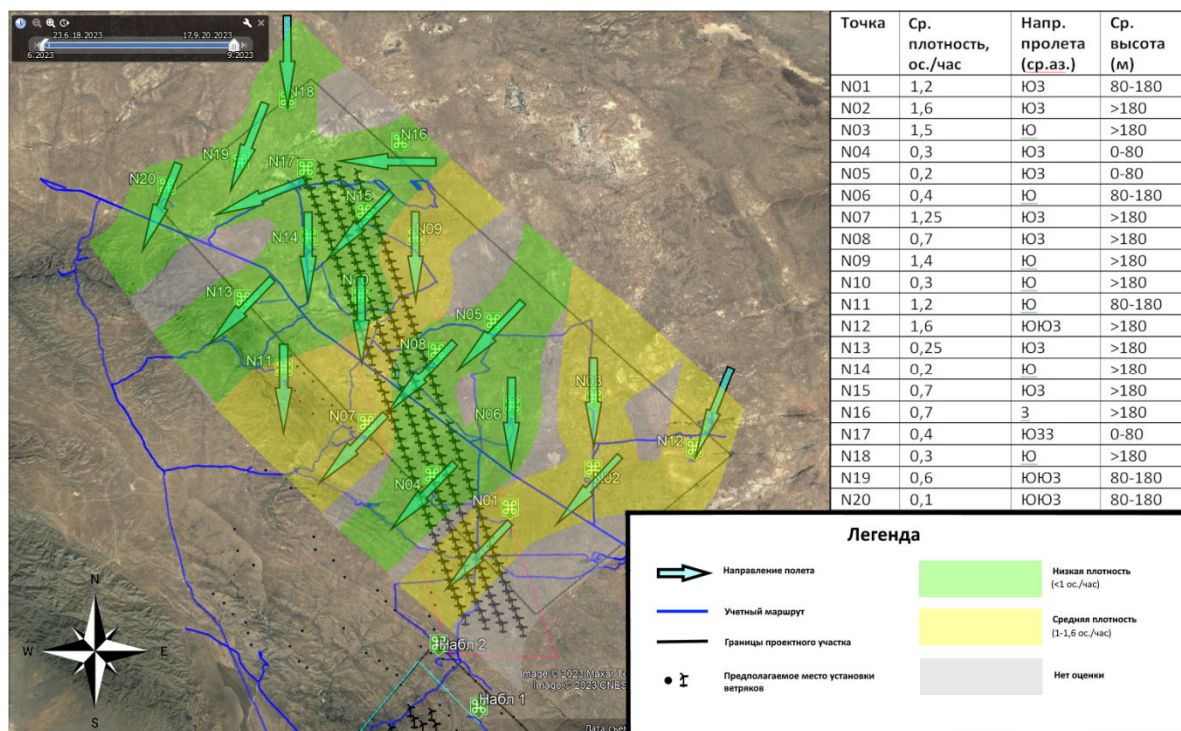 23.6.18.2023 17.9.20.2023
6.2023 9.2023
N18
N16
N19
N17
N20
N15
N14
N09
N13
N10
N05
N08
N11
N03
N06
N07
N12
N04
N02
N01
Набл 2
Набл 1
Image © 2023 Maxar Te
Image © 2023 CNES
Дата съем
N
W E
S
Точка Ср. плотность, ос./час Напр. пролета (ср.аз.) Ср. высота (м)
N01 1,2 ЮЗ 80-180
N02 1,6 ЮЗ >180
N03 1,5 Ю >180
N04 0,3 ЮЗ 0-80
N05 0,2 ЮЗ 0-80
N06 0,4 Ю 80-180
N07 1,25 ЮЗ >180
N08 0,7 ЮЗ >180
N09 1,4 Ю >180
N10 0,3 Ю >180
N11 1,2 Ю 80-180
N12 1,6 ЮЮЗ >180
N13 0,25 ЮЗ >180
N14 0,2 Ю >180
N15 0,7 ЮЗ >180
N16 0,7 З >180
N17 0,4 ЮЗЗ 0-80
N18 0,3 Ю >180
N19 0,6 ЮЮЗ 80-180
N20 0,1 ЮЮЗ 80-180
Легенда
Направление полета
Учетный маршрут
Границы проектного участка
Предполагаемое место установки
ветряков
Низкая плотность
(<1 ос./час)
Средняя плотность
(1-1,6 ос./час)
Нет оценки